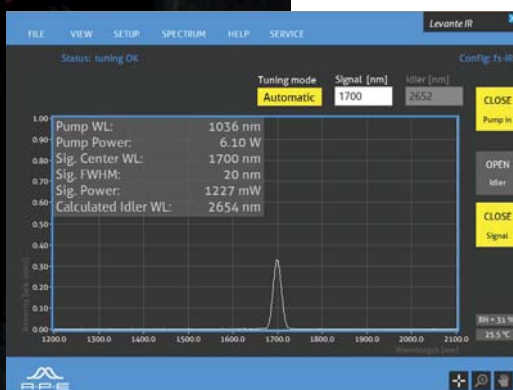 Levante IR
FILE VIEW SETUP SPECTRUM HELP SERVICE
Status: tuning OK
Config: fs-IR
Tuning mode Signal [nm] Idler [nm]
Automatic 1700 2652
CLOSE
Pump In
OPEN
Idler
CLOSE
Signal
Pump WL: 1036 nm
Pump Power: 6.10 W
Sig. Center WL: 1700 nm
Sig. FWHM: 20 nm
Sig. Power: 1227 mW
Calculated Idler WL: 2654 nm
1.00
0.90
0.80
0.70
0.60
0.50
0.40
0.30
0.20
0.10
0.00
1200.0 1300.0 1400.0 1500.0 1600.0 1700.0 1800.0 1900.0 2000.0 2100.0
Wavelength [nm]
RH = 31 %
25.5 °C
A·P·E